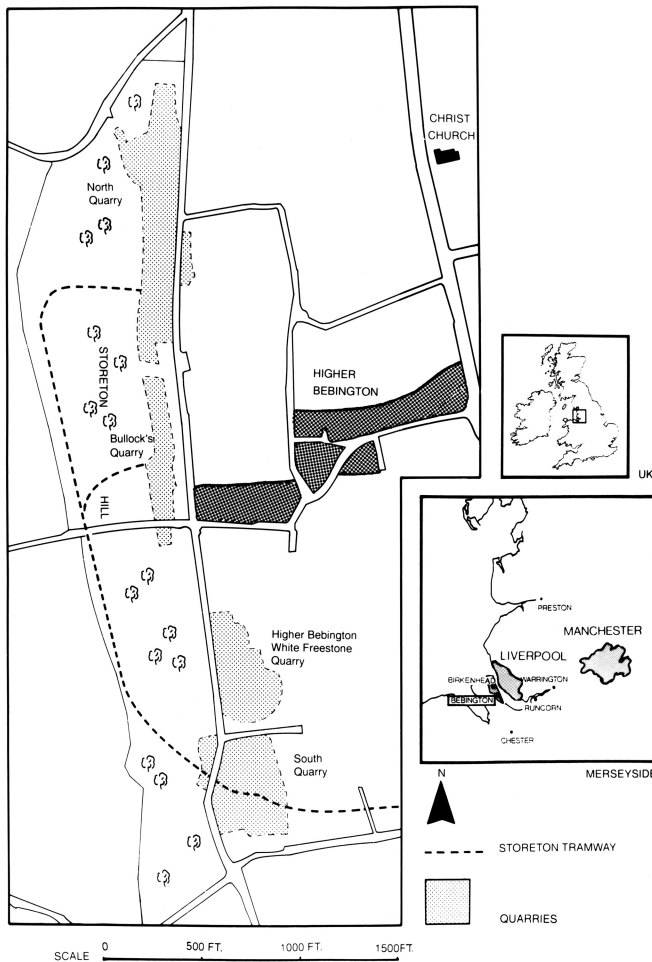 CHRIST
CHURCH
North
Quarry
STORETON
HIGHER
BEBINGTON
Bullock's
Quarry
HILL
UK
Higher Bebington
White Freestone
Quarry
South
Quarry
PRESTON
MANCHESTER
LIVERPOOL
BIRKENHEAD
WARRINGTON
BEBINGTON
RUNCORN
CHESTER
N
MERSEYSIDE
STORETON TRAMWAY
QUARRIES
SCALE 0 500 FT. 1000 FT. 1500FT.